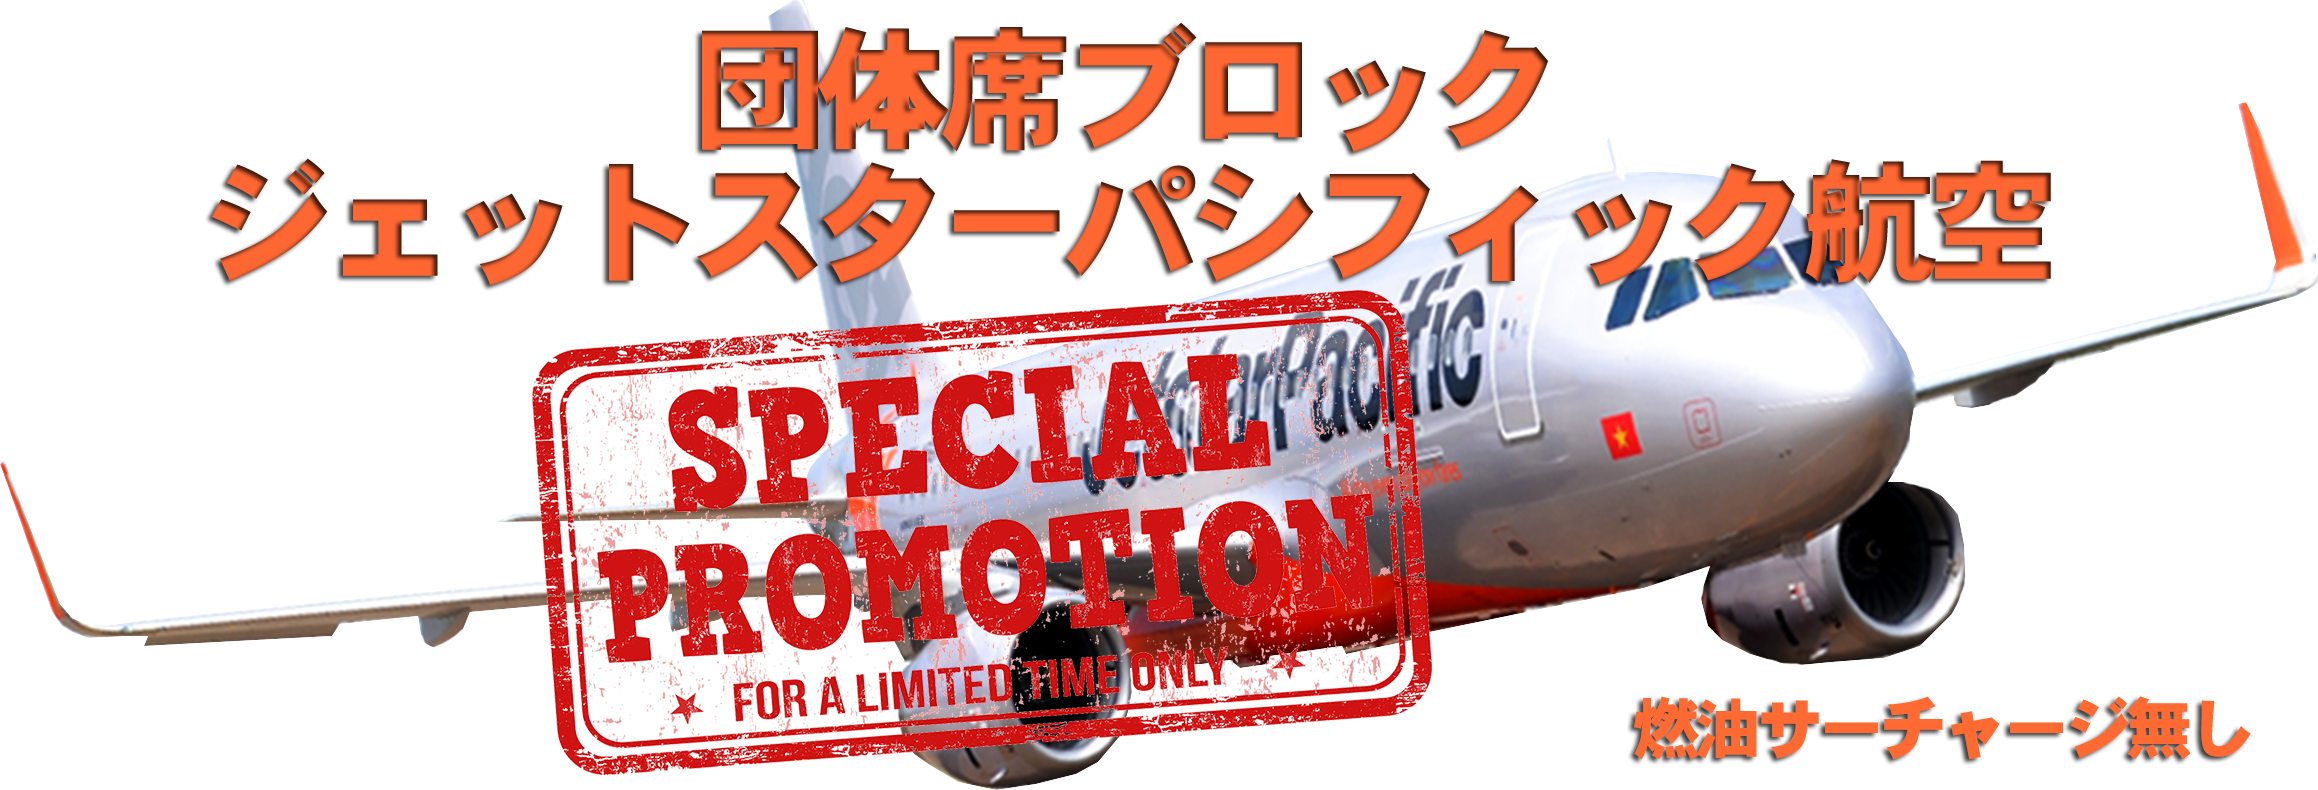 団体席ブロック
ジェットスターパシフィック航空
SPECIAL
PROMOTION
FOR A LIMITED TIME ONLY
Pacific
燃油サーチャージ無し